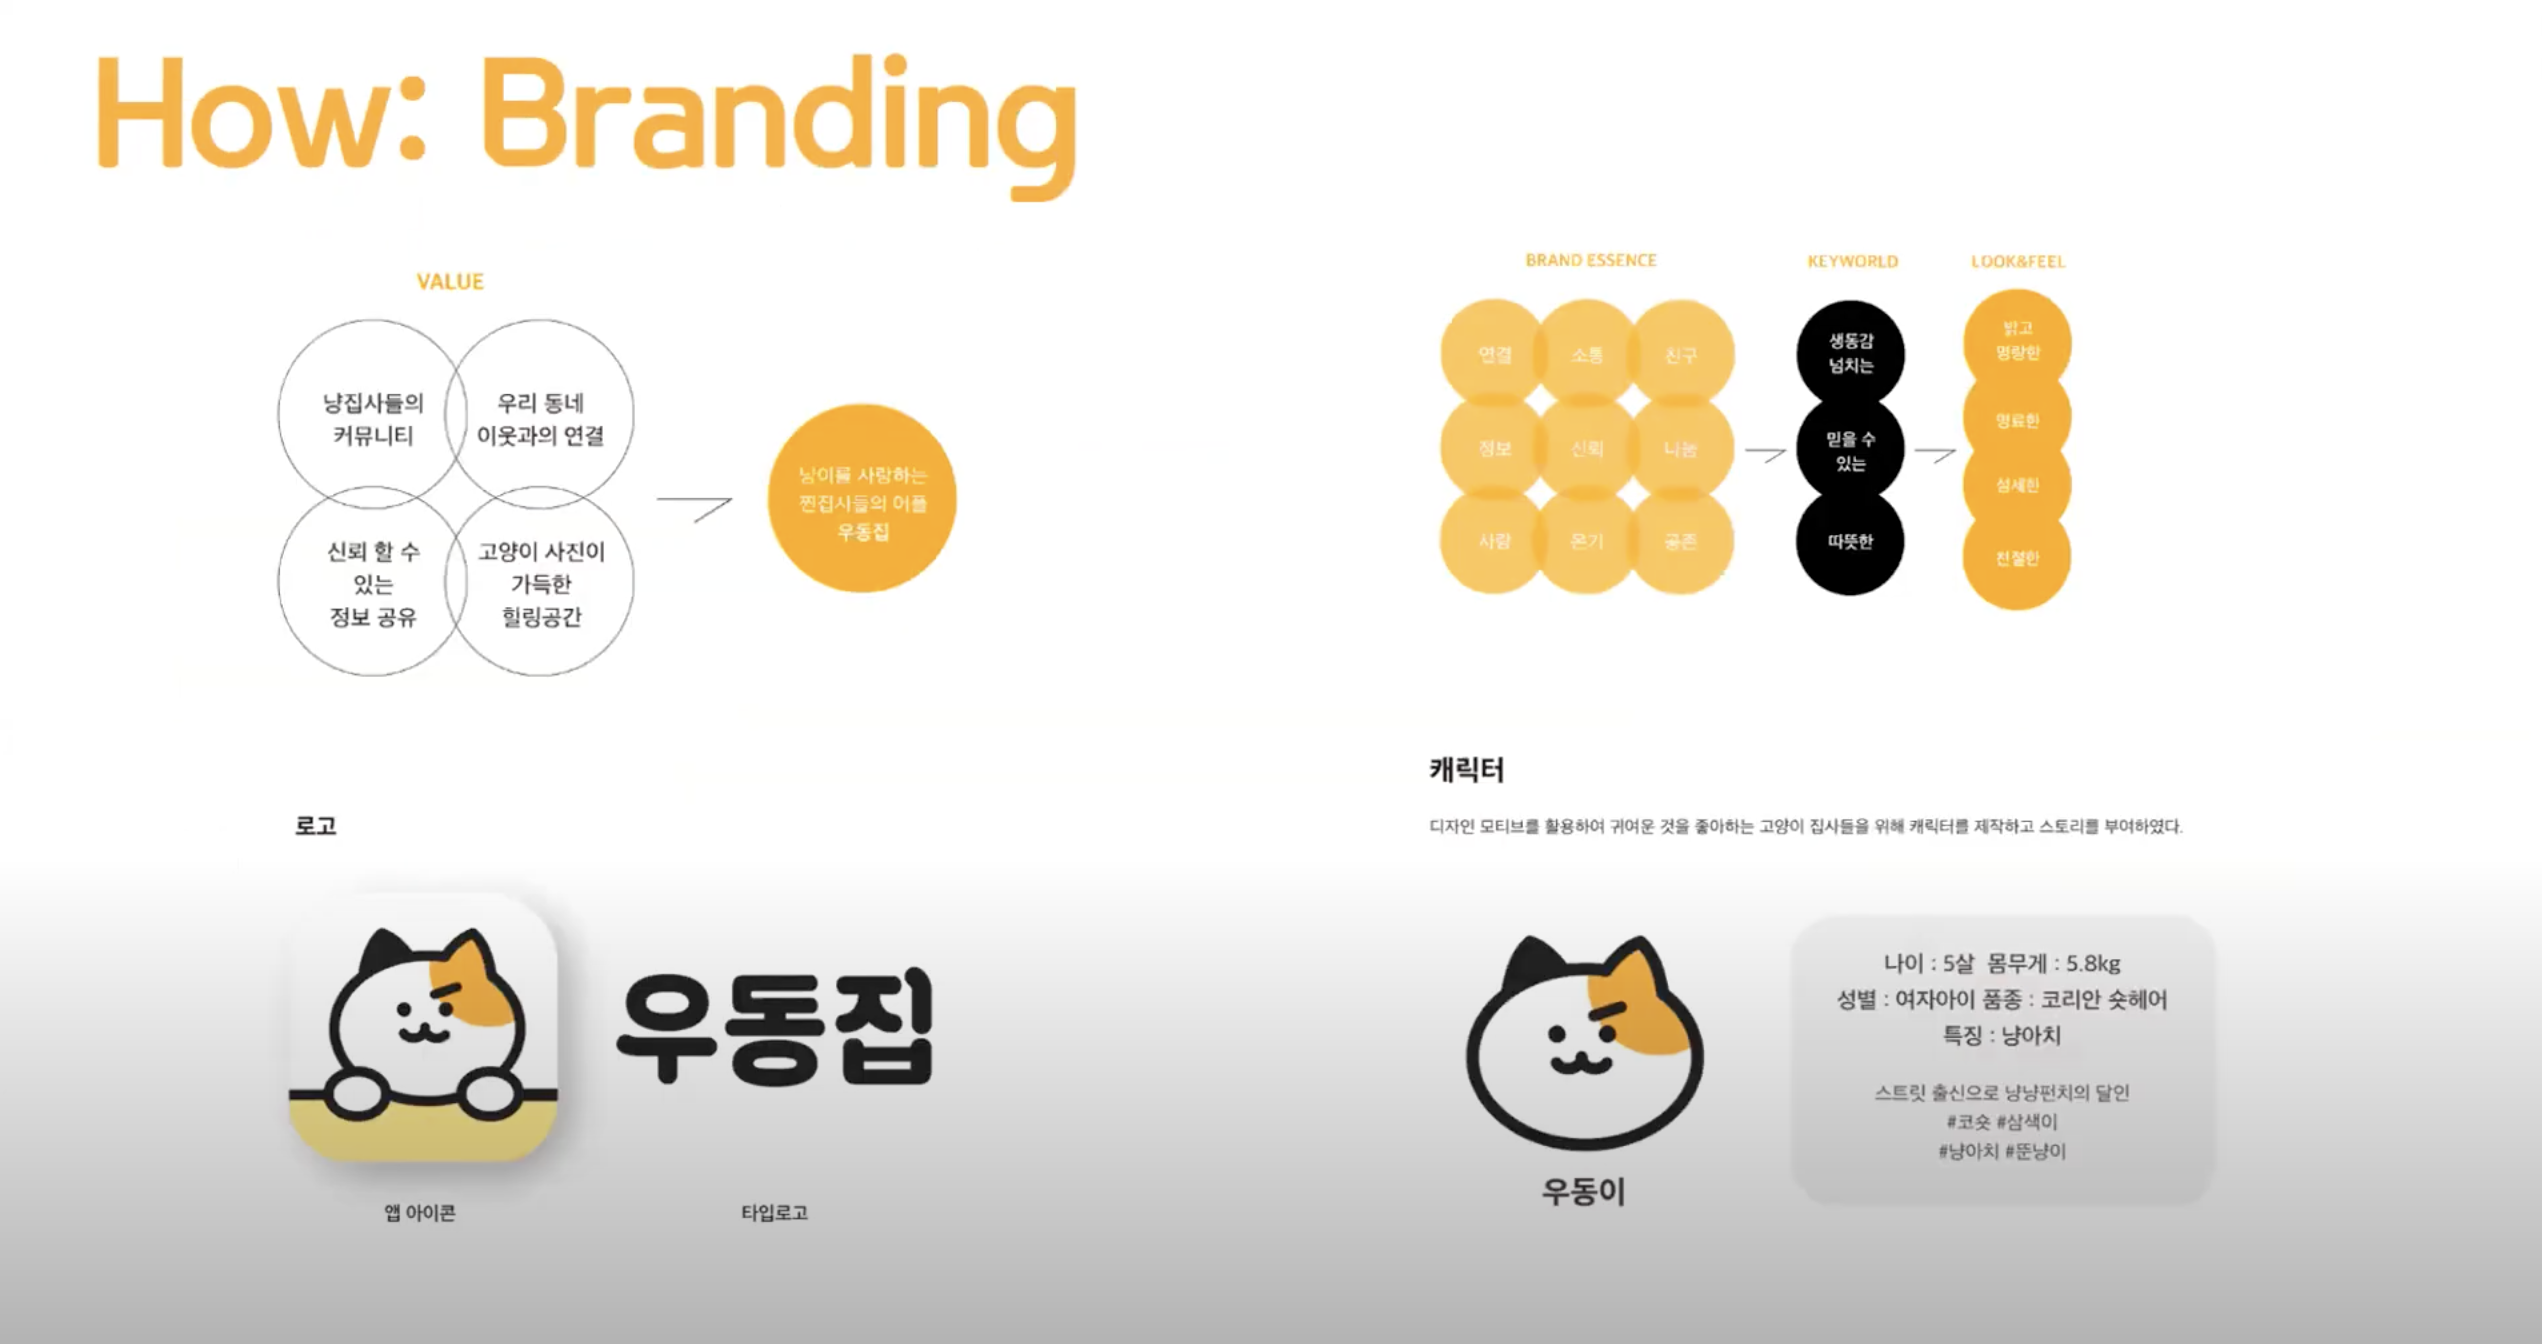 How: Branding
VALUE
냥집사들의
커뮤니티
우리 동네
이웃과의 연결
신뢰 할 수
있는
정보 공유
고양이 사진이
가득한
힐링공간
냥이를 사랑하는
찐집사들의 어플
우동집
BRAND ESSENCE
연결
소통
친구
정보
신뢰
나눔
사람
온기
공존
KEYWORLD
생동감
넘치는
믿을 수
있는
따뜻한
LOOK&FEEL
밝고
명랑한
명료한
섬세한
친절한
로고
우동집
앱 아이콘
타입로고
캐릭터
디자인 모티브를 활용하여 귀여운 것을 좋아하는 고양이 집사들을 위해 캐릭터를 제작하고 스토리를 부여하였다.
우동이
나이 : 5살 몸무게 : 5.8kg
성별 : 여자아이 품종 : 코리안 숏헤어
특징 : 냥아치
스트릿 출신으로 냥냥펀치의 달인
#코숏 #삼색이
#냥아치 #뚠냥이